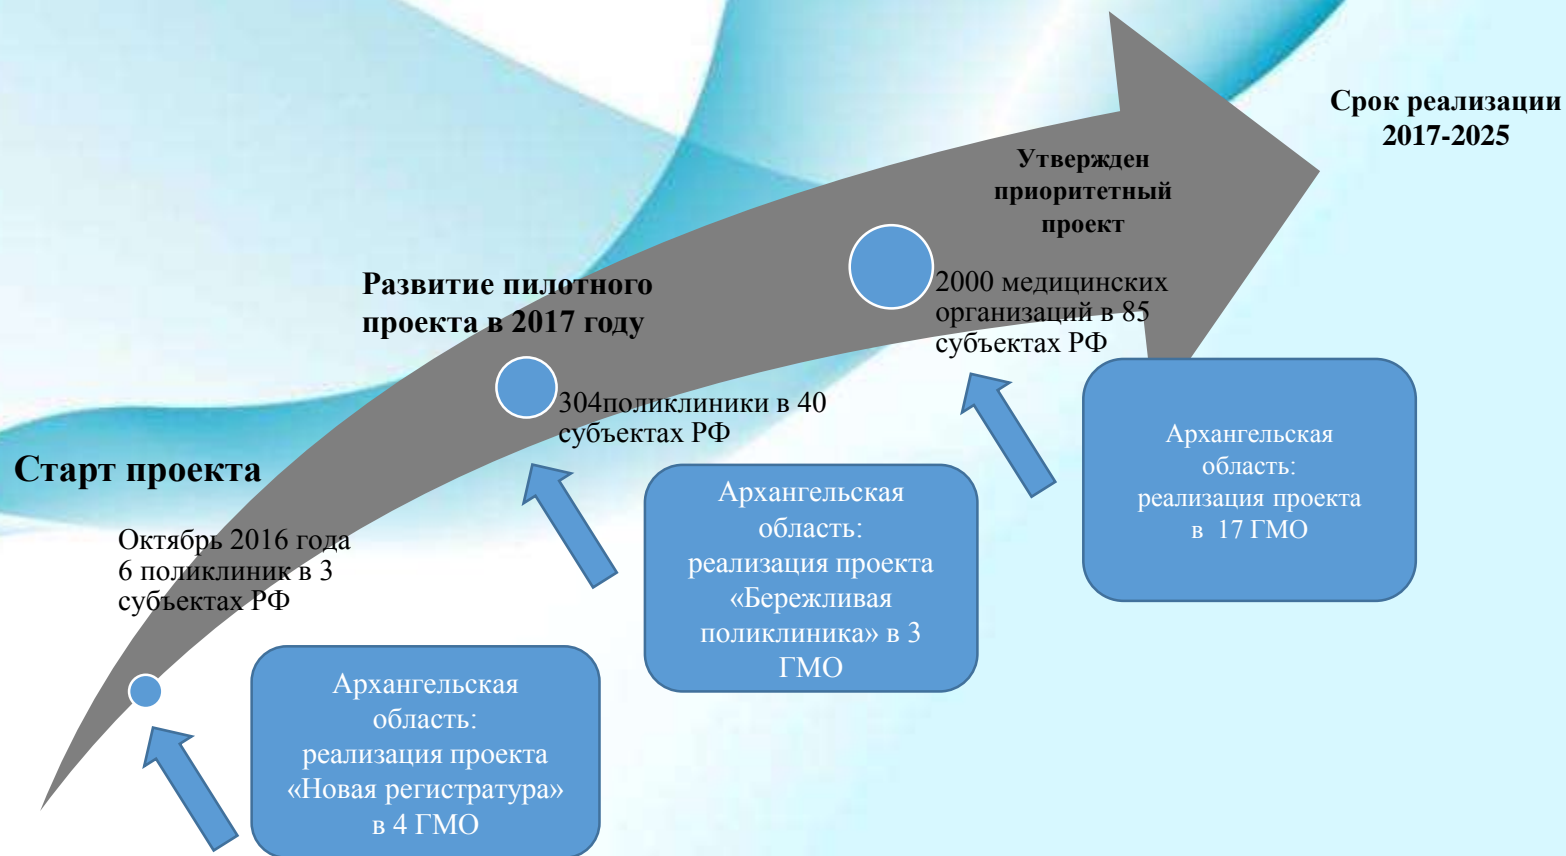 Срок реализации
2017-2025
Утвержден
приоритетный
проект
2000 медицинских
организаций в 85
субъектах РФ
Развитие пилотного
проекта в 2017 году
304поликлиники в 40
субъектах РФ
Старт проекта
Октябрь 2016 года
6 поликлиник в 3
субъектах РФ
Архангельская
область:
реализация проекта
в 17 ГМО
Архангельская
область:
реализация проекта
«Бережливая
поликлиника» в 3
ГМО
Архангельская
область:
реализация проекта
«Новая регистратура»
в 4 ГМО